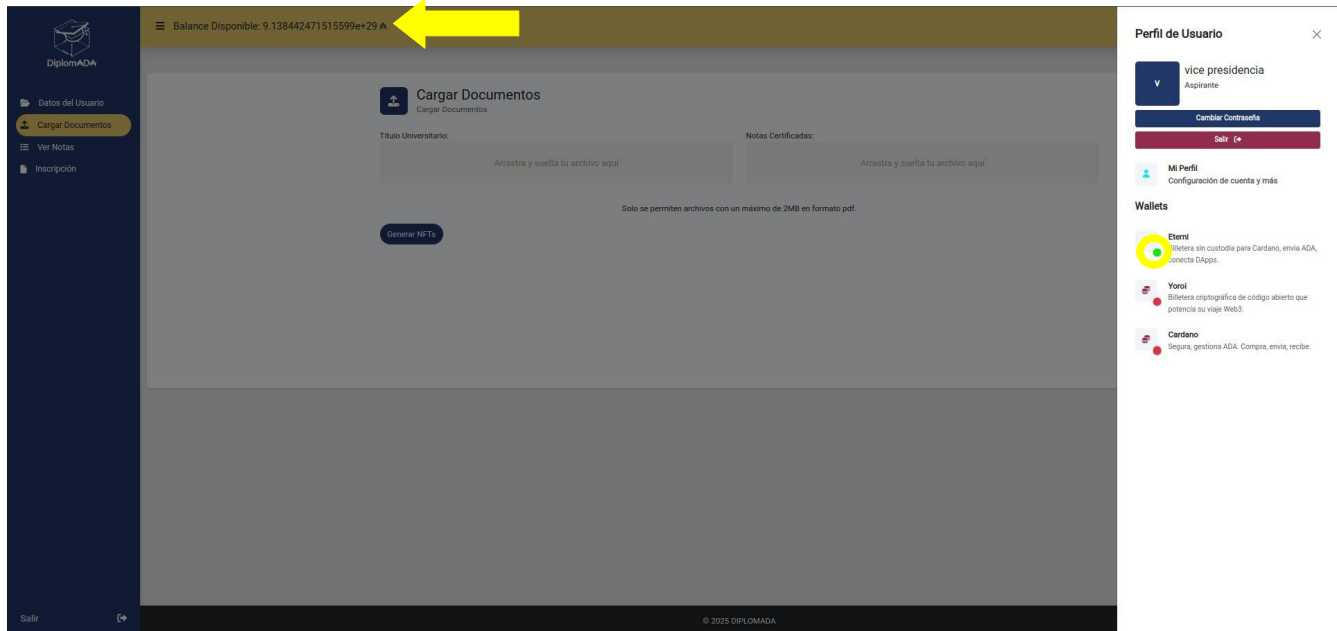 DiplomADA
Datos del Usuario
Cargar Documentos
Ver Notas
Inscripción
Salir
Balance Disponible: 9.138442471515599e+29 ₳
Cargar Documentos
Cargar Documentos
Título Universitario:
Arrastra y suelta tu archivo aquí
Notas Certificadas:
Arrastra y suelta tu archivo aquí
Solo se permiten archivos con un máximo de 2MB en formato pdf.
Generar NFTs
© 2025 DIPLOMADA
Perfil de Usuario
V
vice presidencia
Aspirante
Cambiar Contraseña
Salir
Mi Perfil
Configuración de cuenta y más
Wallets
Eternl
Billetera sin custodia para Cardano, envía ADA,
conecta DApps.
Yoroi
Billetera criptográfica de código abierto que
potencia su viaje Web3.
Cardano
Segura, gestiona ADA. Compra, envía, recibe.